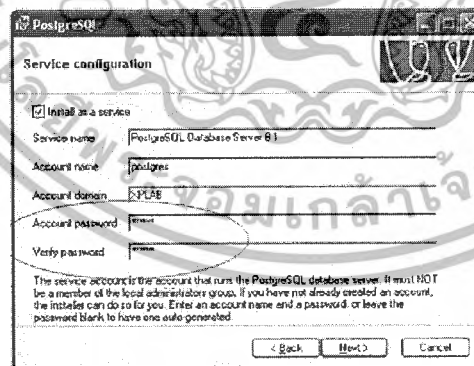 PostgreSQL
Service configuration
Install as a service
Service name PostgreSQL Database Server 8.1
Account name postgres
Account domain
Account password ******
Verify password ******
The service account is the account that runs the PostgreSQL database server. It must NOT
be a member of the local administrators group. If you have not already created an account,
the installer can do so for you. Enter an account name and a password, or leave the
password blank to have one auto generated.
< Back Next > Cancel